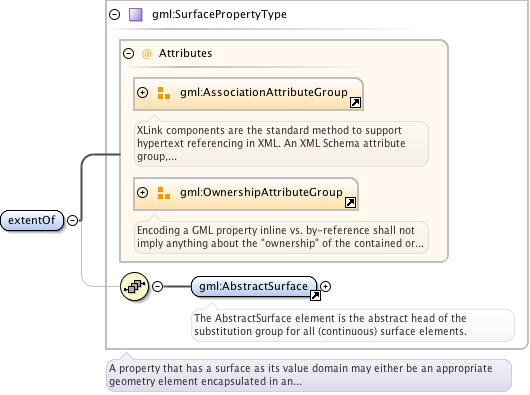 gml:SurfacePropertyType
@ Attributes
gml:AssociationAttributeGroup
XLink components are the standard method to support
hypertext referencing in XML. An XML Schema attribute
group,...
gml:OwnershipAttributeGroup
Encoding a GML property inline vs. by-reference shall not
imply anything about the "ownership" of the contained or...
extentOf
gml:AbstractSurface
The AbstractSurface element is the abstract head of the
substitution group for all (continuous) surface elements.
A property that has a surface as its value domain may either be an appropriate
geometry element encapsulated in an...